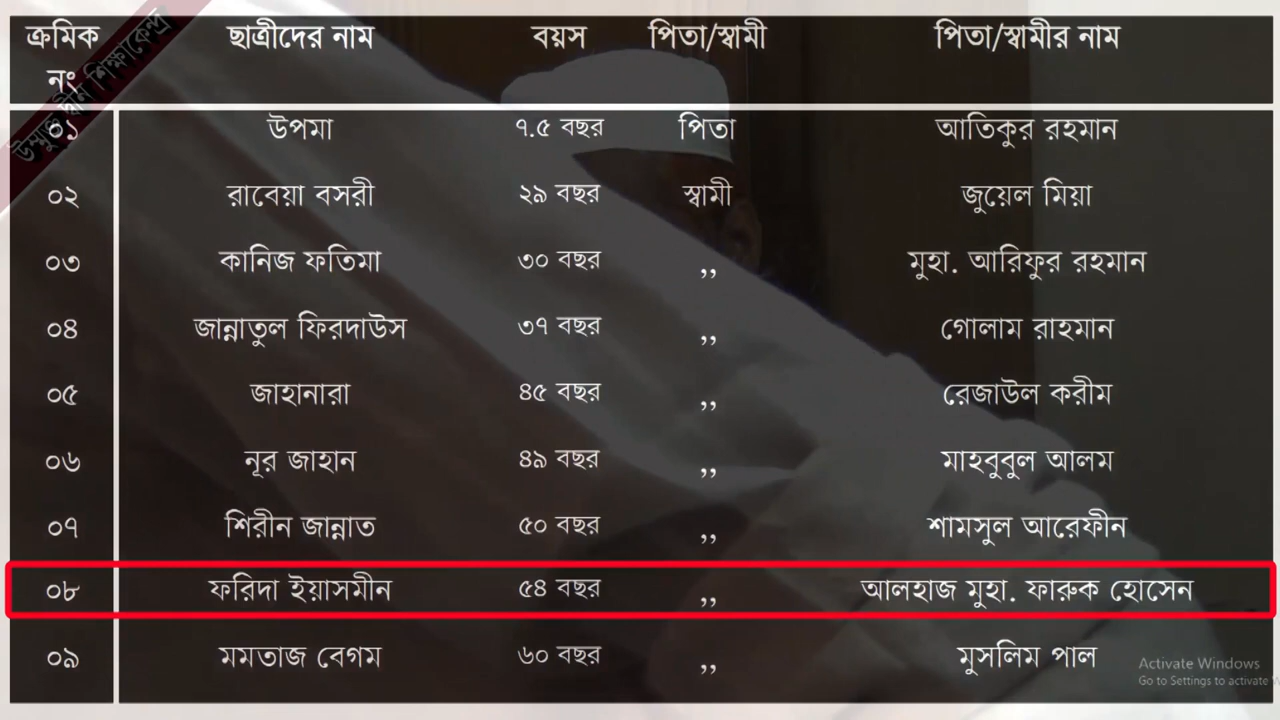 ক্রমিক নং ছাত্রীদের নাম বয়স পিতা/স্বামী পিতা/স্বামীর নাম
০১ উপমা ৭.৫ বছর পিতা আতিকুর রহমান
০২ রাবেয়া বসরী ২৯ বছর স্বামী জুয়েল মিয়া
০৩ কানিজ ফতিমা ৩০ বছর ,, মুহা. আরিফুর রহমান
০৪ জান্নাতুল ফিরদাউস ৩৭ বছর ,, গোলাম রাহমান
০৫ জাহানারা ৪৫ বছর ,, রেজাউল করীম
০৬ নূর জাহান ৪৯ বছর ,, মাহবুবুল আলম
০৭ শিরীন জান্নাত ৫০ বছর ,, শামসুল আরেফীন
০৮ ফরিদা ইয়াসমীন ৫৪ বছর ,, আলহাজ মুহা. ফারুক হোসেন
০৯ মমতাজ বেগম ৬০ বছর ,, মুসলিম পাল
Activate Windows
Go to Settings to activate
দ্বীন শিক্ষাকেন্দ্র